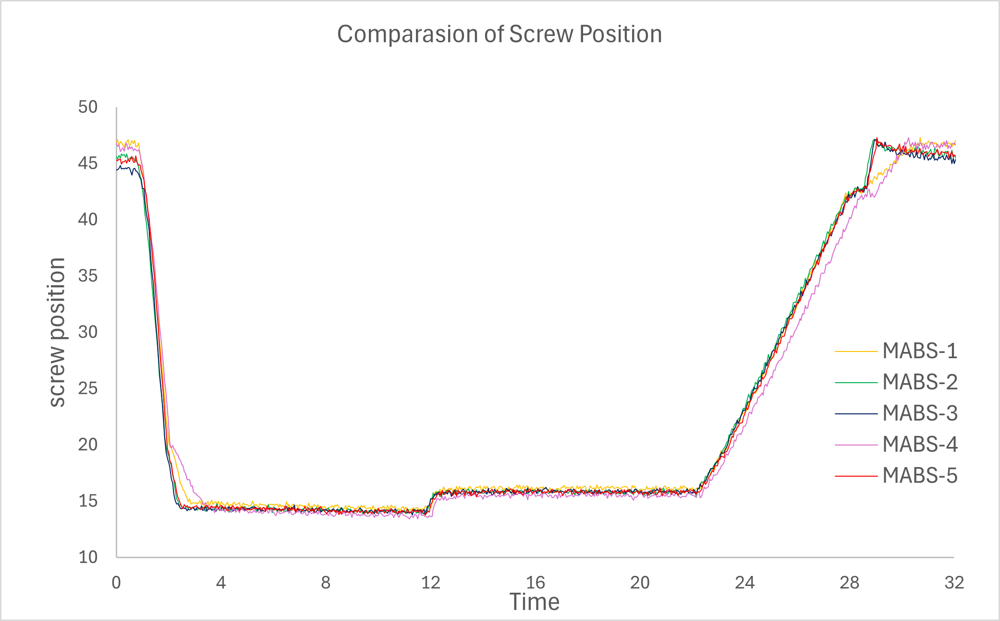 Comparasion of Screw Position
50
45
40
35
30
25
20
15
10
screw position
MABS-1
MABS-2
MABS-3
MABS-4
MABS-5
0 4 8 12 16 20 24 28 32
Time